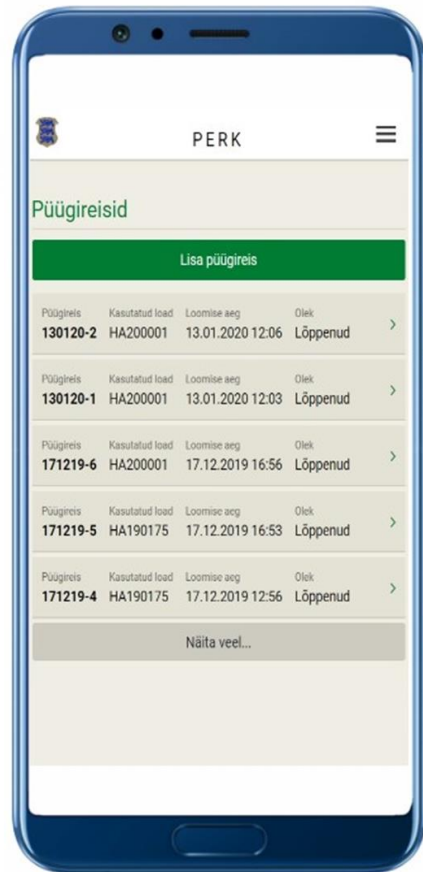 PERK
Püügireisid
Lisa püügireis
Püügireis Kasutatud load Loomise aeg Olek
130120-2 HA200001 13.01.2020 12:06 Lõppenud
Püügireis Kasutatud load Loomise aeg Olek
130120-1 HA200001 13.01.2020 12:03 Lõppenud
Püügireis Kasutatud load Loomise aeg Olek
171219-6 HA200001 17.12.2019 16:56 Lõppenud
Püügireis Kasutatud load Loomise aeg Olek
171219-5 HA190175 17.12.2019 16:53 Lõppenud
Püügireis Kasutatud load Loomise aeg Olek
171219-4 HA190175 17.12.2019 12:56 Lõppenud
Näita veel...